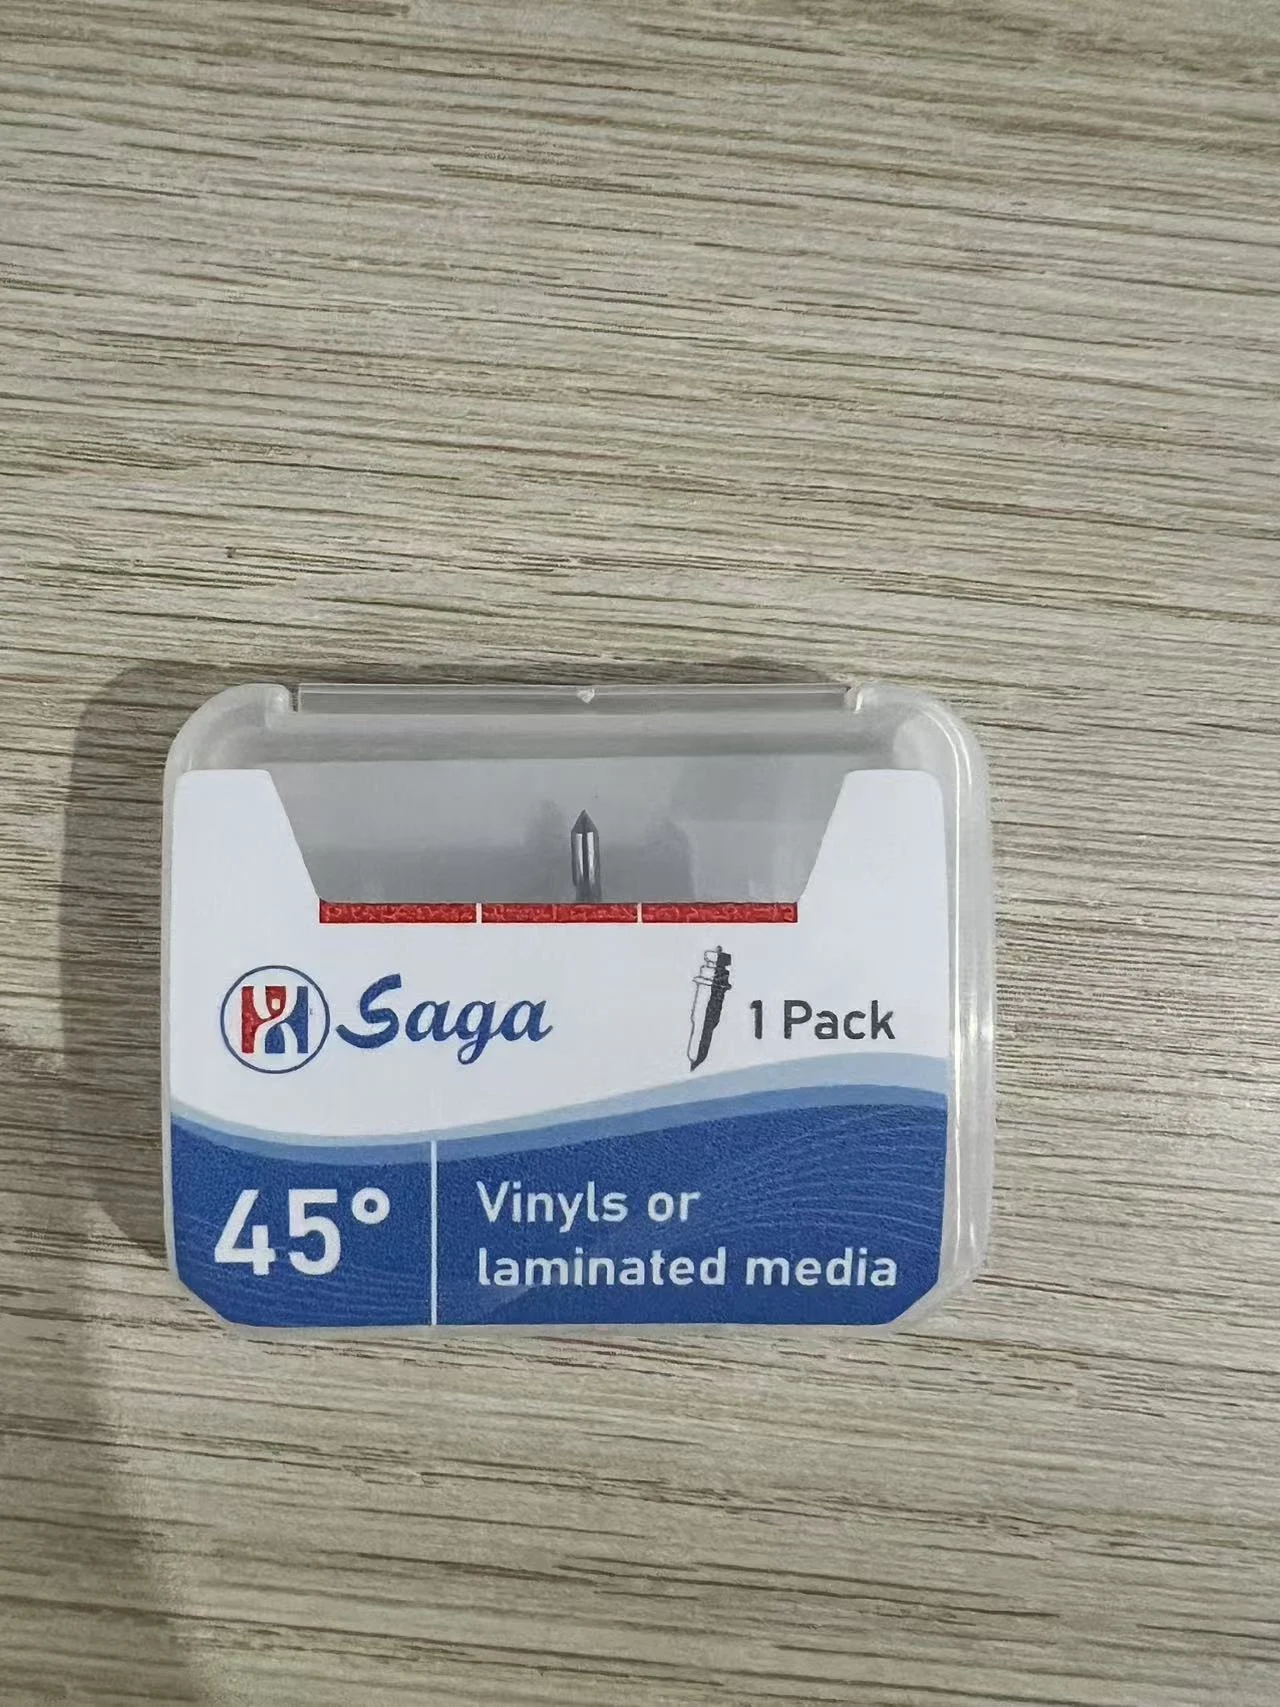 Saga
1 Pack
45°
Vinyls or
laminated media